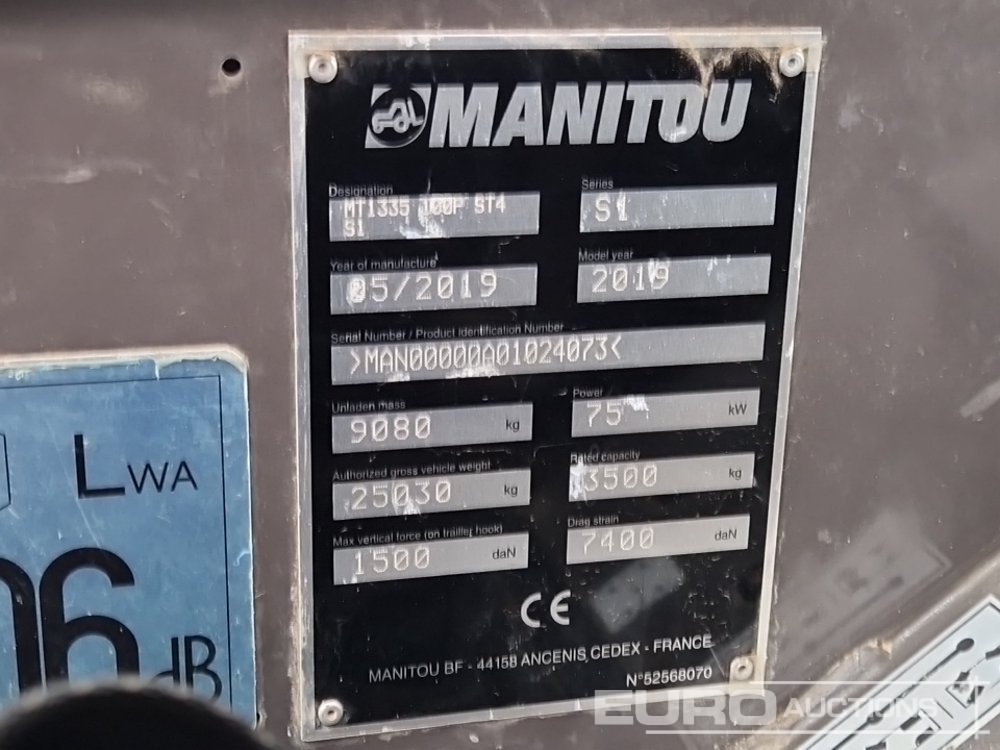 MANITOU
Designation
MT1335 100P ST4
S1
Series
S1
Year of manufacture
05/2019
Model year
2019
Serial Number / Product Identification Number
>MAN00000A01024073<
Unladen mass
9080 kg
Power
75 kW
Authorized gross vehicle weight
25030 kg
Rated capacity
3500 kg
Max vertical force (on trailler hook)
1500 daN
Drag strain
7400 daN
CE
MANITOU BF - 44158 ANCENIS CEDEX - FRANCE
N°52568070
LWA
06
dB
EURO AUCTIONS